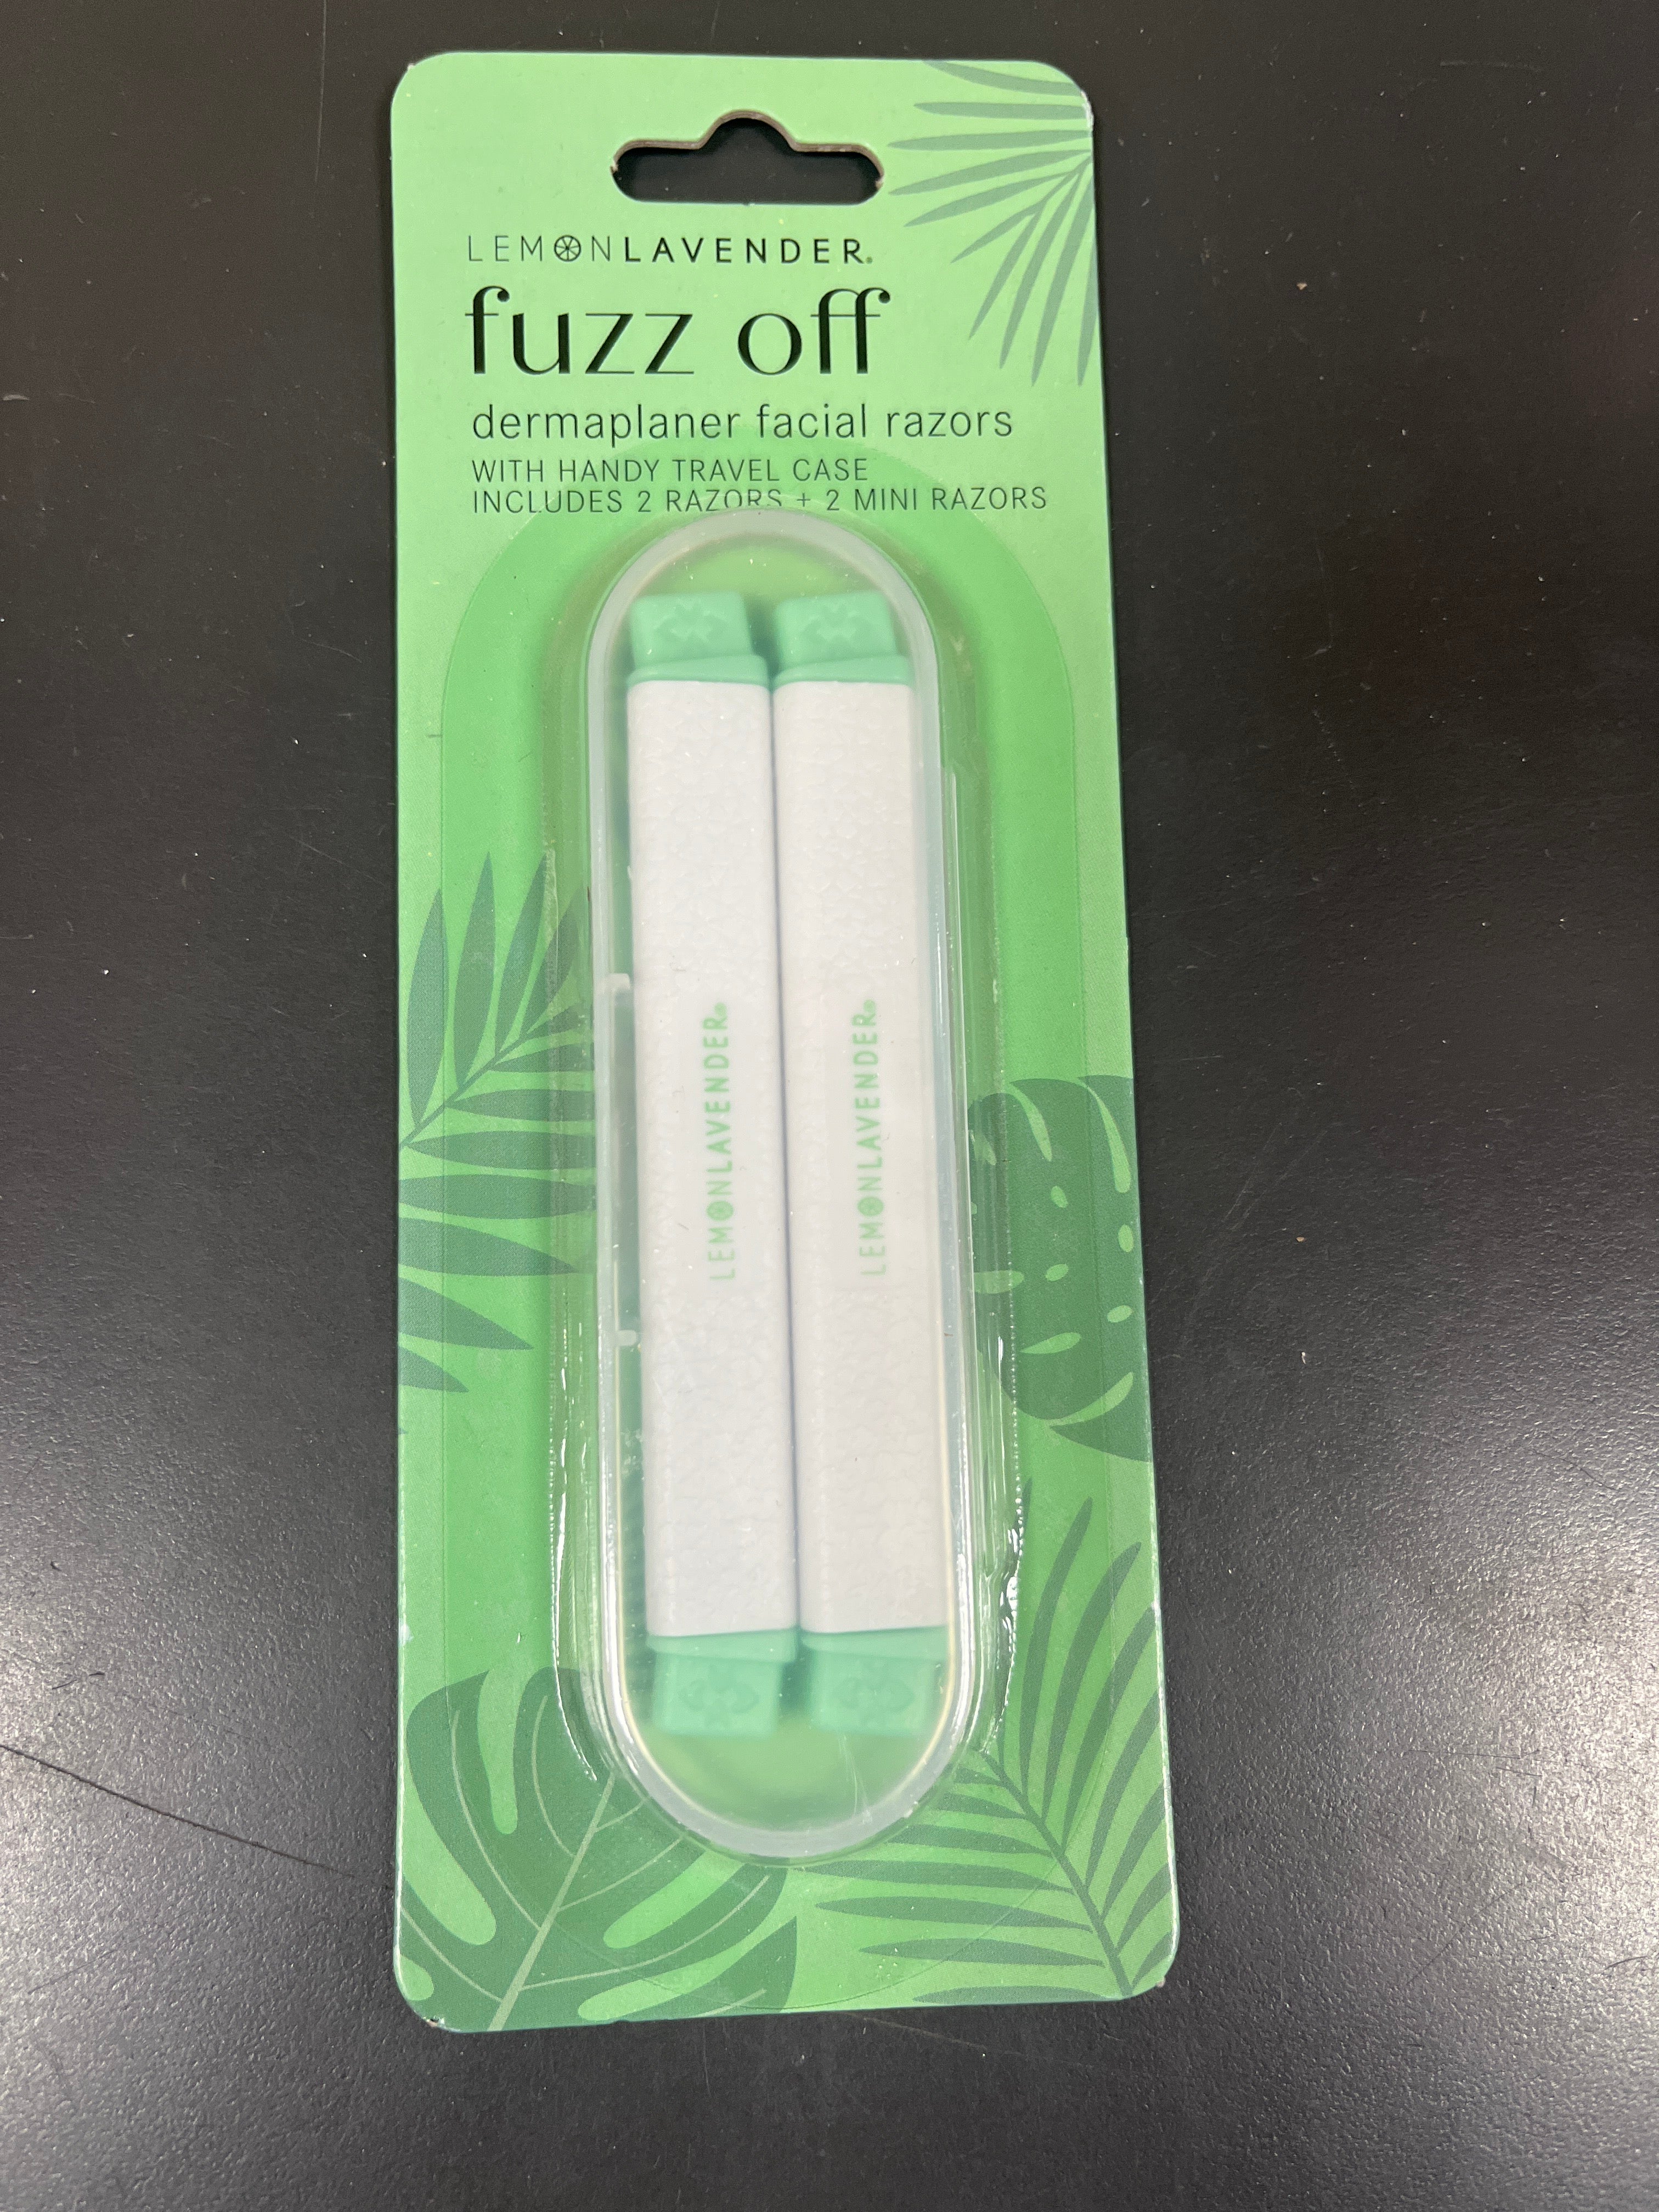 LEMONLAVENDER®
fuzz off
dermaplaner facial razors
WITH HANDY TRAVEL CASE
INCLUDES 2 RAZORS + 2 MINI RAZORS
LEMONLAVENDER®
LEMONLAVENDER®